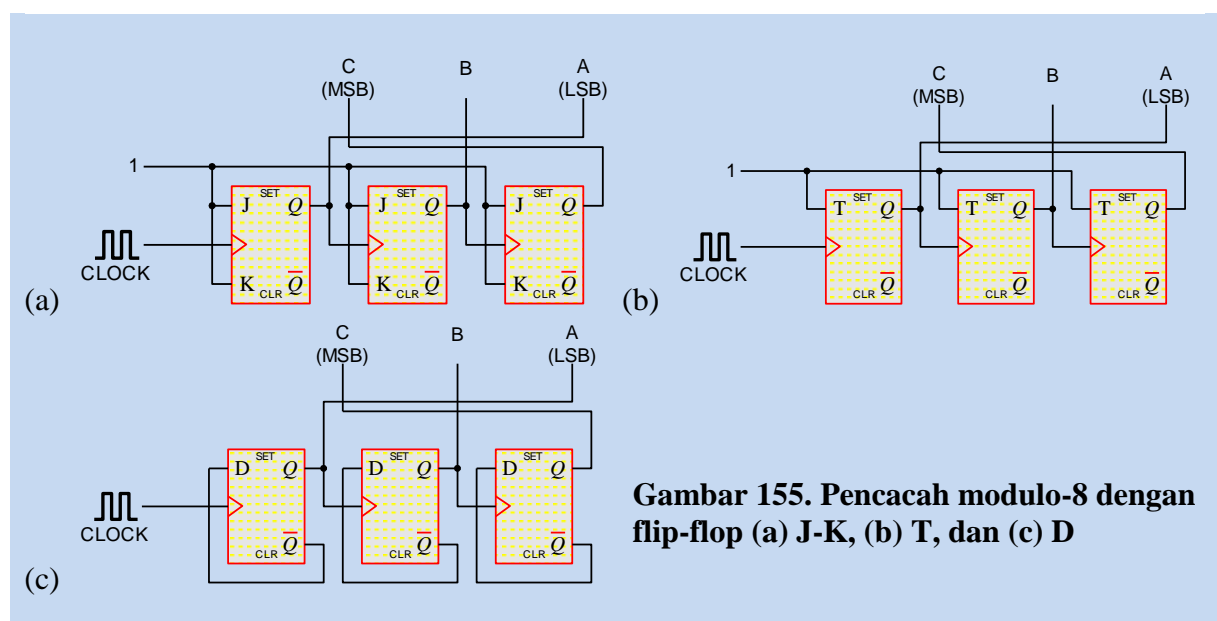 C B A
(MSB) (LSB)
1
SET SET SET
J Q J Q J Q
CLOCK
K Q K Q K Q
CLR CLR CLR
(a)
C B A
(MSB) (LSB)
1
SET SET SET
T Q T Q T Q
CLOCK
Q Q Q
CLR CLR CLR
(b)
C B A
(MSB) (LSB)
SET SET SET
D Q D Q D Q
CLOCK
Q Q Q
CLR CLR CLR
(c)
Gambar 155. Pencacah modulo-8 dengan
flip-flop (a) J-K, (b) T, dan (c) D